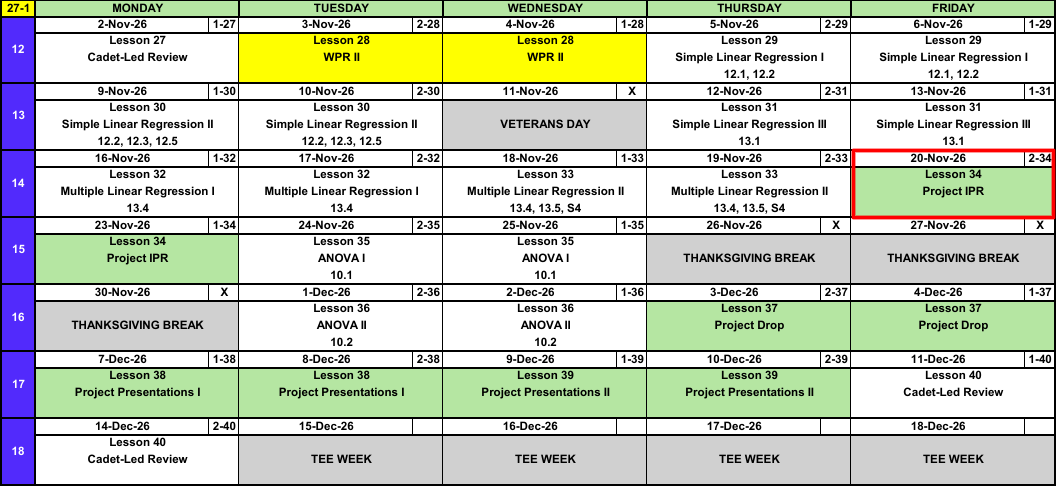 27-1 MONDAY TUESDAY WEDNESDAY THURSDAY FRIDAY
2-Nov-26 1-27 3-Nov-26 2-28 4-Nov-26 1-28 5-Nov-26 2-29 6-Nov-26 1-29
12
Lesson 27 Lesson 28 Lesson 28 Lesson 29 Lesson 29
Cadet-Led Review WPR II WPR II Simple Linear Regression I Simple Linear Regression I
12.1, 12.2 12.1, 12.2
9-Nov-26 1-30 10-Nov-26 2-30 11-Nov-26 X 12-Nov-26 2-31 13-Nov-26 1-31
13
Lesson 30 Lesson 30 Lesson 31 Lesson 31
Simple Linear Regression II Simple Linear Regression II VETERANS DAY Simple Linear Regression III Simple Linear Regression III
12.2, 12.3, 12.5 12.2, 12.3, 12.5 13.1 13.1
16-Nov-26 1-32 17-Nov-26 2-32 18-Nov-26 1-33 19-Nov-26 2-33 20-Nov-26 2-34
14
Lesson 32 Lesson 32 Lesson 33 Lesson 33 Lesson 34
Multiple Linear Regression I Multiple Linear Regression I Multiple Linear Regression II Multiple Linear Regression II Project IPR
13.4 13.4 13.4, 13.5, S4 13.4, 13.5, S4
23-Nov-26 1-34 24-Nov-26 2-35 25-Nov-26 1-35 26-Nov-26 X 27-Nov-26 X
15
Lesson 34 Lesson 35 Lesson 35
Project IPR ANOVA I ANOVA I THANKSGIVING BREAK THANKSGIVING BREAK
10.1 10.1
30-Nov-26 X 1-Dec-26 2-36 2-Dec-26 1-36 3-Dec-26 2-37 4-Dec-26 1-37
16
Lesson 36 Lesson 36 Lesson 37 Lesson 37
THANKSGIVING BREAK ANOVA II ANOVA II Project Drop Project Drop
10.2 10.2
7-Dec-26 1-38 8-Dec-26 2-38 9-Dec-26 1-39 10-Dec-26 2-39 11-Dec-26 1-40
17
Lesson 38 Lesson 38 Lesson 39 Lesson 39 Lesson 40
Project Presentations I Project Presentations I Project Presentations II Project Presentations II Cadet-Led Review
14-Dec-26 2-40 15-Dec-26 16-Dec-26 17-Dec-26 18-Dec-26
18
Lesson 40
Cadet-Led Review TEE WEEK TEE WEEK TEE WEEK TEE WEEK